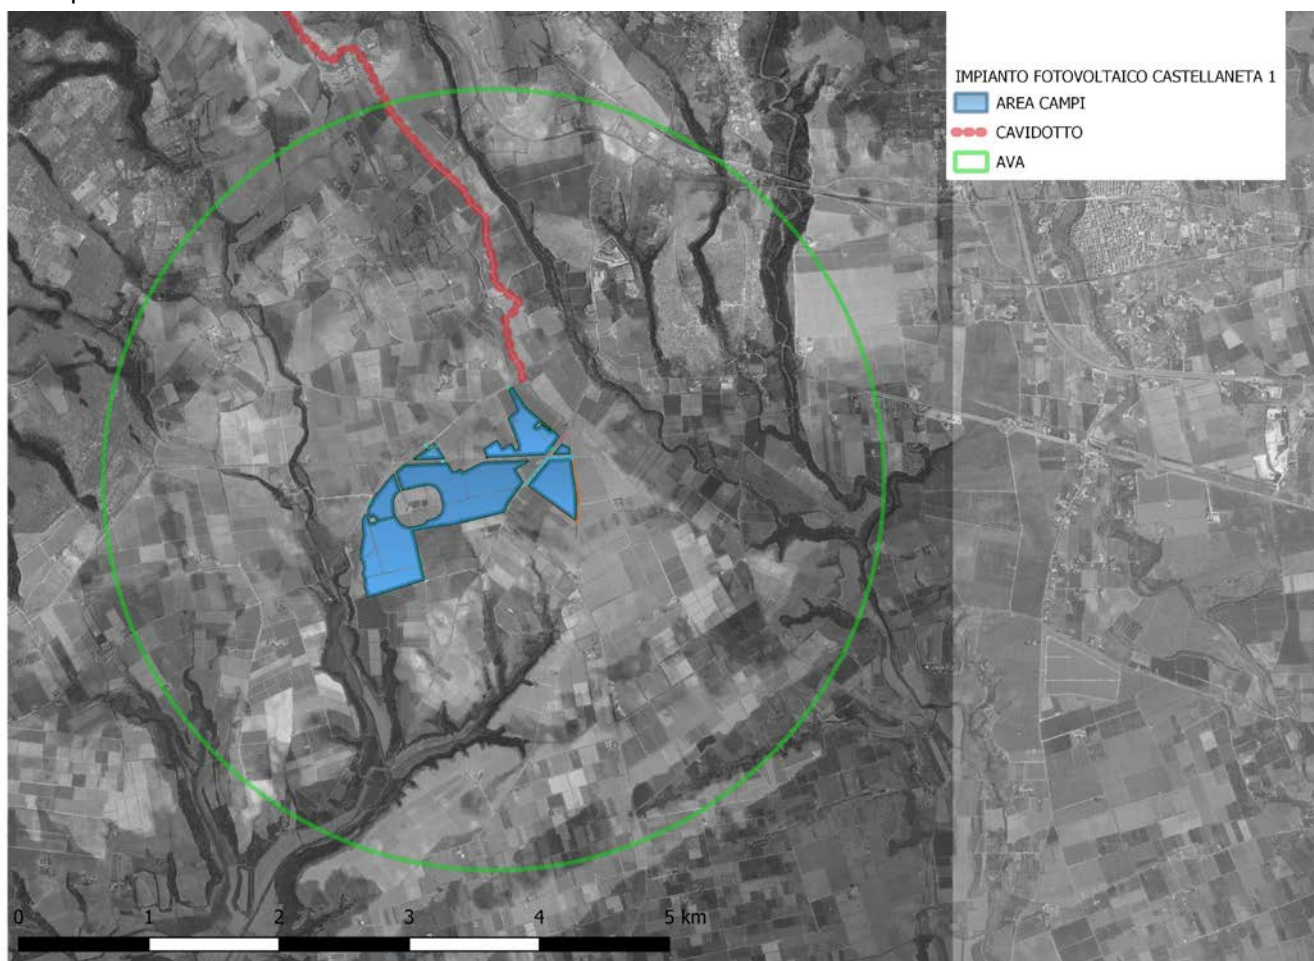 IMPIANTO FOTOVOLTAICO CASTELLANETA 1
AREA CAMPI
CAVIDOTTO
AVA
0 1 2 3 4 5 km